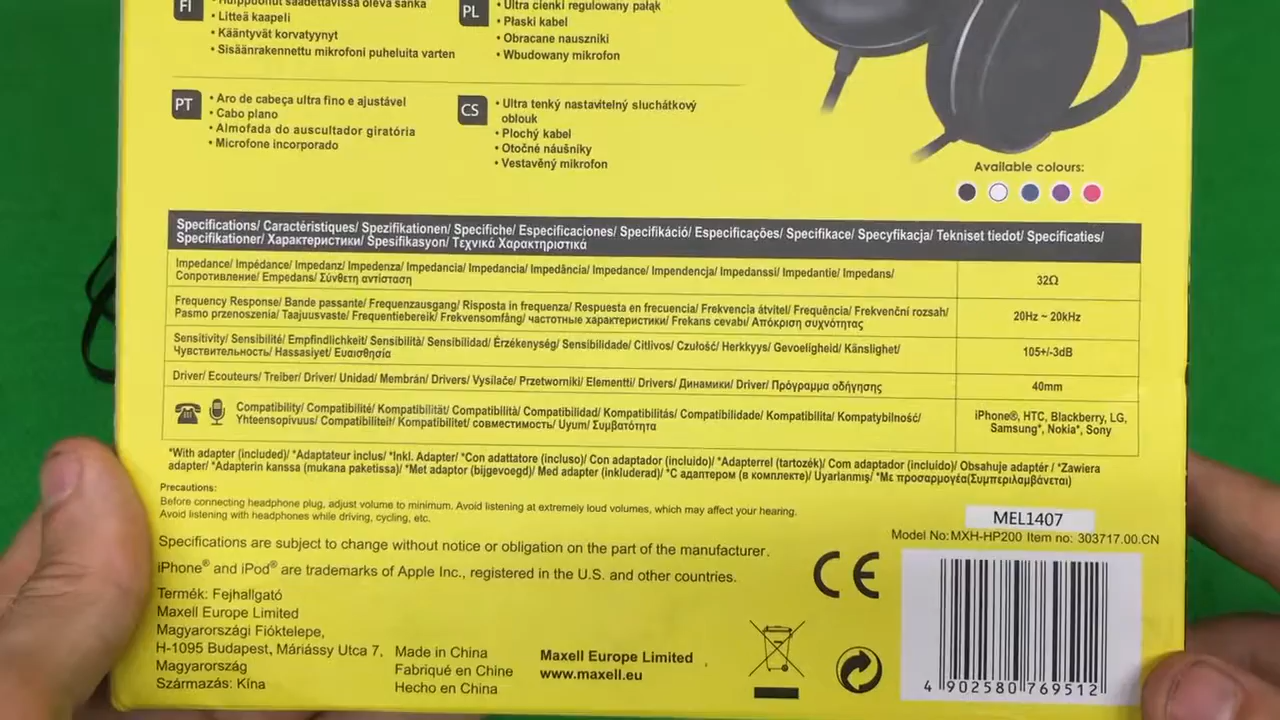 FI
• Huippuohut säädettävissä oleva sanka
• Litteä kaapeli
• Kääntyvät korvatyynyt
• Sisäänrakennettu mikrofoni puheluita varten
PL
• Ultra cienki regulowany pałąk
• Płaski kabel
• Obracane nauszniki
• Wbudowany mikrofon
PT
• Aro de cabeça ultra fino e ajustável
• Cabo plano
• Almofada do auscultador giratória
• Microfone incorporado
CS
• Ultra tenký nastavitelný sluchátkový
oblouk
• Plochý kabel
• Otočné náušníky
• Vestavěný mikrofon
Available colours:
Specifications/ Caractéristiques/ Spezifikationen/ Specifiche/ Especificaciones/ Specifikáció/ Especificações/ Specifikace/ Specyfikacja/ Tekniset tiedot/ Specificaties/
Specifikationer/ Характеристики/ Spesifikasyon/ Τεχνικά Χαρακτηριστικά
Impedance/ Impédance/ Impedanz/ Impedenza/ Impedancia/ Impedancia/ Impedância/ Impedance/ Impendencja/ Impedanssi/ Impedantie/ Impedans/
Сопротивление/ Empedans/ Σύνθετη αντίσταση
32Ω
Frequency Response/ Bande passante/ Frequenzausgang/ Risposta in frequenza/ Respuesta en frecuencia/ Frekvencia átvitel/ Frequência/ Frekvenční rozsah/
Pasmo przenoszenia/ Taajuusvaste/ Frequentiebereik/ Frekvensomfång/ частотные характеристики/ Frekans cevabı/ Απόκριση συχνότητας
20Hz ~ 20kHz
Sensitivity/ Sensibilité/ Empfindlichkeit/ Sensibilità/ Sensibilidad/ Érzékenység/ Sensibilidade/ Citlivos/ Czułość/ Herkkyys/ Gevoeligheid/ Känslighet/
Чувствительность/ Hassasiyet/ Ευαισθησία
105+/-3dB
Driver/ Ecouteurs/ Treiber/ Driver/ Unidad/ Membrán/ Drivers/ Vysílače/ Przetworniki/ Elementti/ Drivers/ Динамики/ Driver/ Πρόγραμμα οδήγησης
40mm
Compatibility/ Compatibilité/ Kompatibilität/ Compatibilità/ Compatibilidad/ Kompatibilitás/ Compatibilidade/ Kompatibilita/ Kompatybilność/
Yhteensopivuus/ Compatibiliteit/ Kompatibilitet/ совместимость/ Uyum/ Συμβατότητα
iPhone®, HTC, Blackberry, LG,
Samsung*, Nokia*, Sony
*With adapter (included)/ *Adaptateur inclus/ *Inkl. Adapter/ *Con adattatore (incluso)/ Con adaptador (incluido)/ *Adapterrel (tartozék)/ Com adaptador (incluído)/ Obsahuje adaptér / *Zawiera
adapter/ *Adapterin kanssa (mukana paketissa)/ *Met adaptor (bijgevoegd)/ Med adapter (inkluderad)/ *С адаптером (в комплекте)/ Uyarlanmış/ *Με προσαρμογέα(Συμπεριλαμβάνεται)
Precautions:
Before connecting headphone plug, adjust volume to minimum. Avoid listening at extremely loud volumes, which may affect your hearing.
Avoid listening with headphones while driving, cycling, etc.
Specifications are subject to change without notice or obligation on the part of the manufacturer.
iPhone® and iPod® are trademarks of Apple Inc., registered in the U.S. and other countries.
Termék: Fejhallgató
Maxell Europe Limited
Magyarországi Fióktelepe,
H-1095 Budapest, Máriássy Utca 7,
Magyarország
Származás: Kína
Made in China
Fabriqué en Chine
Hecho en China
Maxell Europe Limited
www.maxell.eu
CE
MEL1407
Model No:MXH-HP200 Item no: 303717.00.CN
4 902580 769512